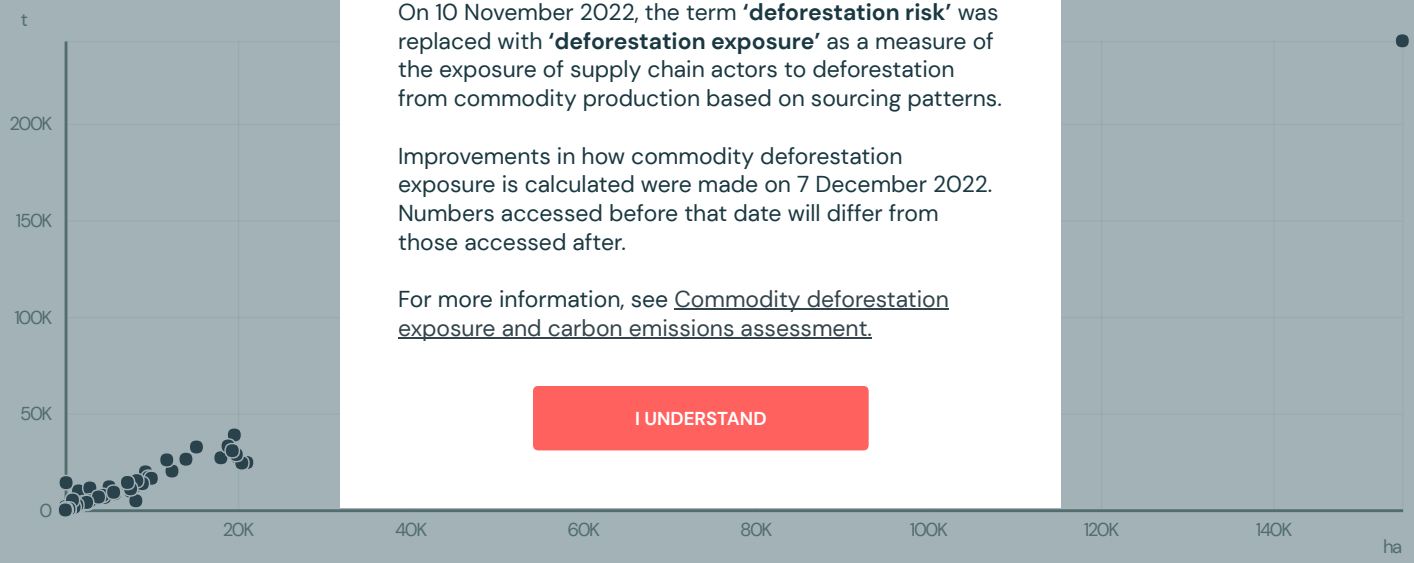 t
On 10 November 2022, the term ‘deforestation risk’ was
replaced with ‘deforestation exposure’ as a measure of
the exposure of supply chain actors to deforestation
from commodity production based on sourcing patterns.
Improvements in how commodity deforestation
exposure is calculated were made on 7 December 2022.
Numbers accessed before that date will differ from
those accessed after.
For more information, see Commodity deforestation
exposure and carbon emissions assessment.
I UNDERSTAND
200K
150K
100K
50K
0
20K 40K 60K 80K 100K 120K 140K
ha